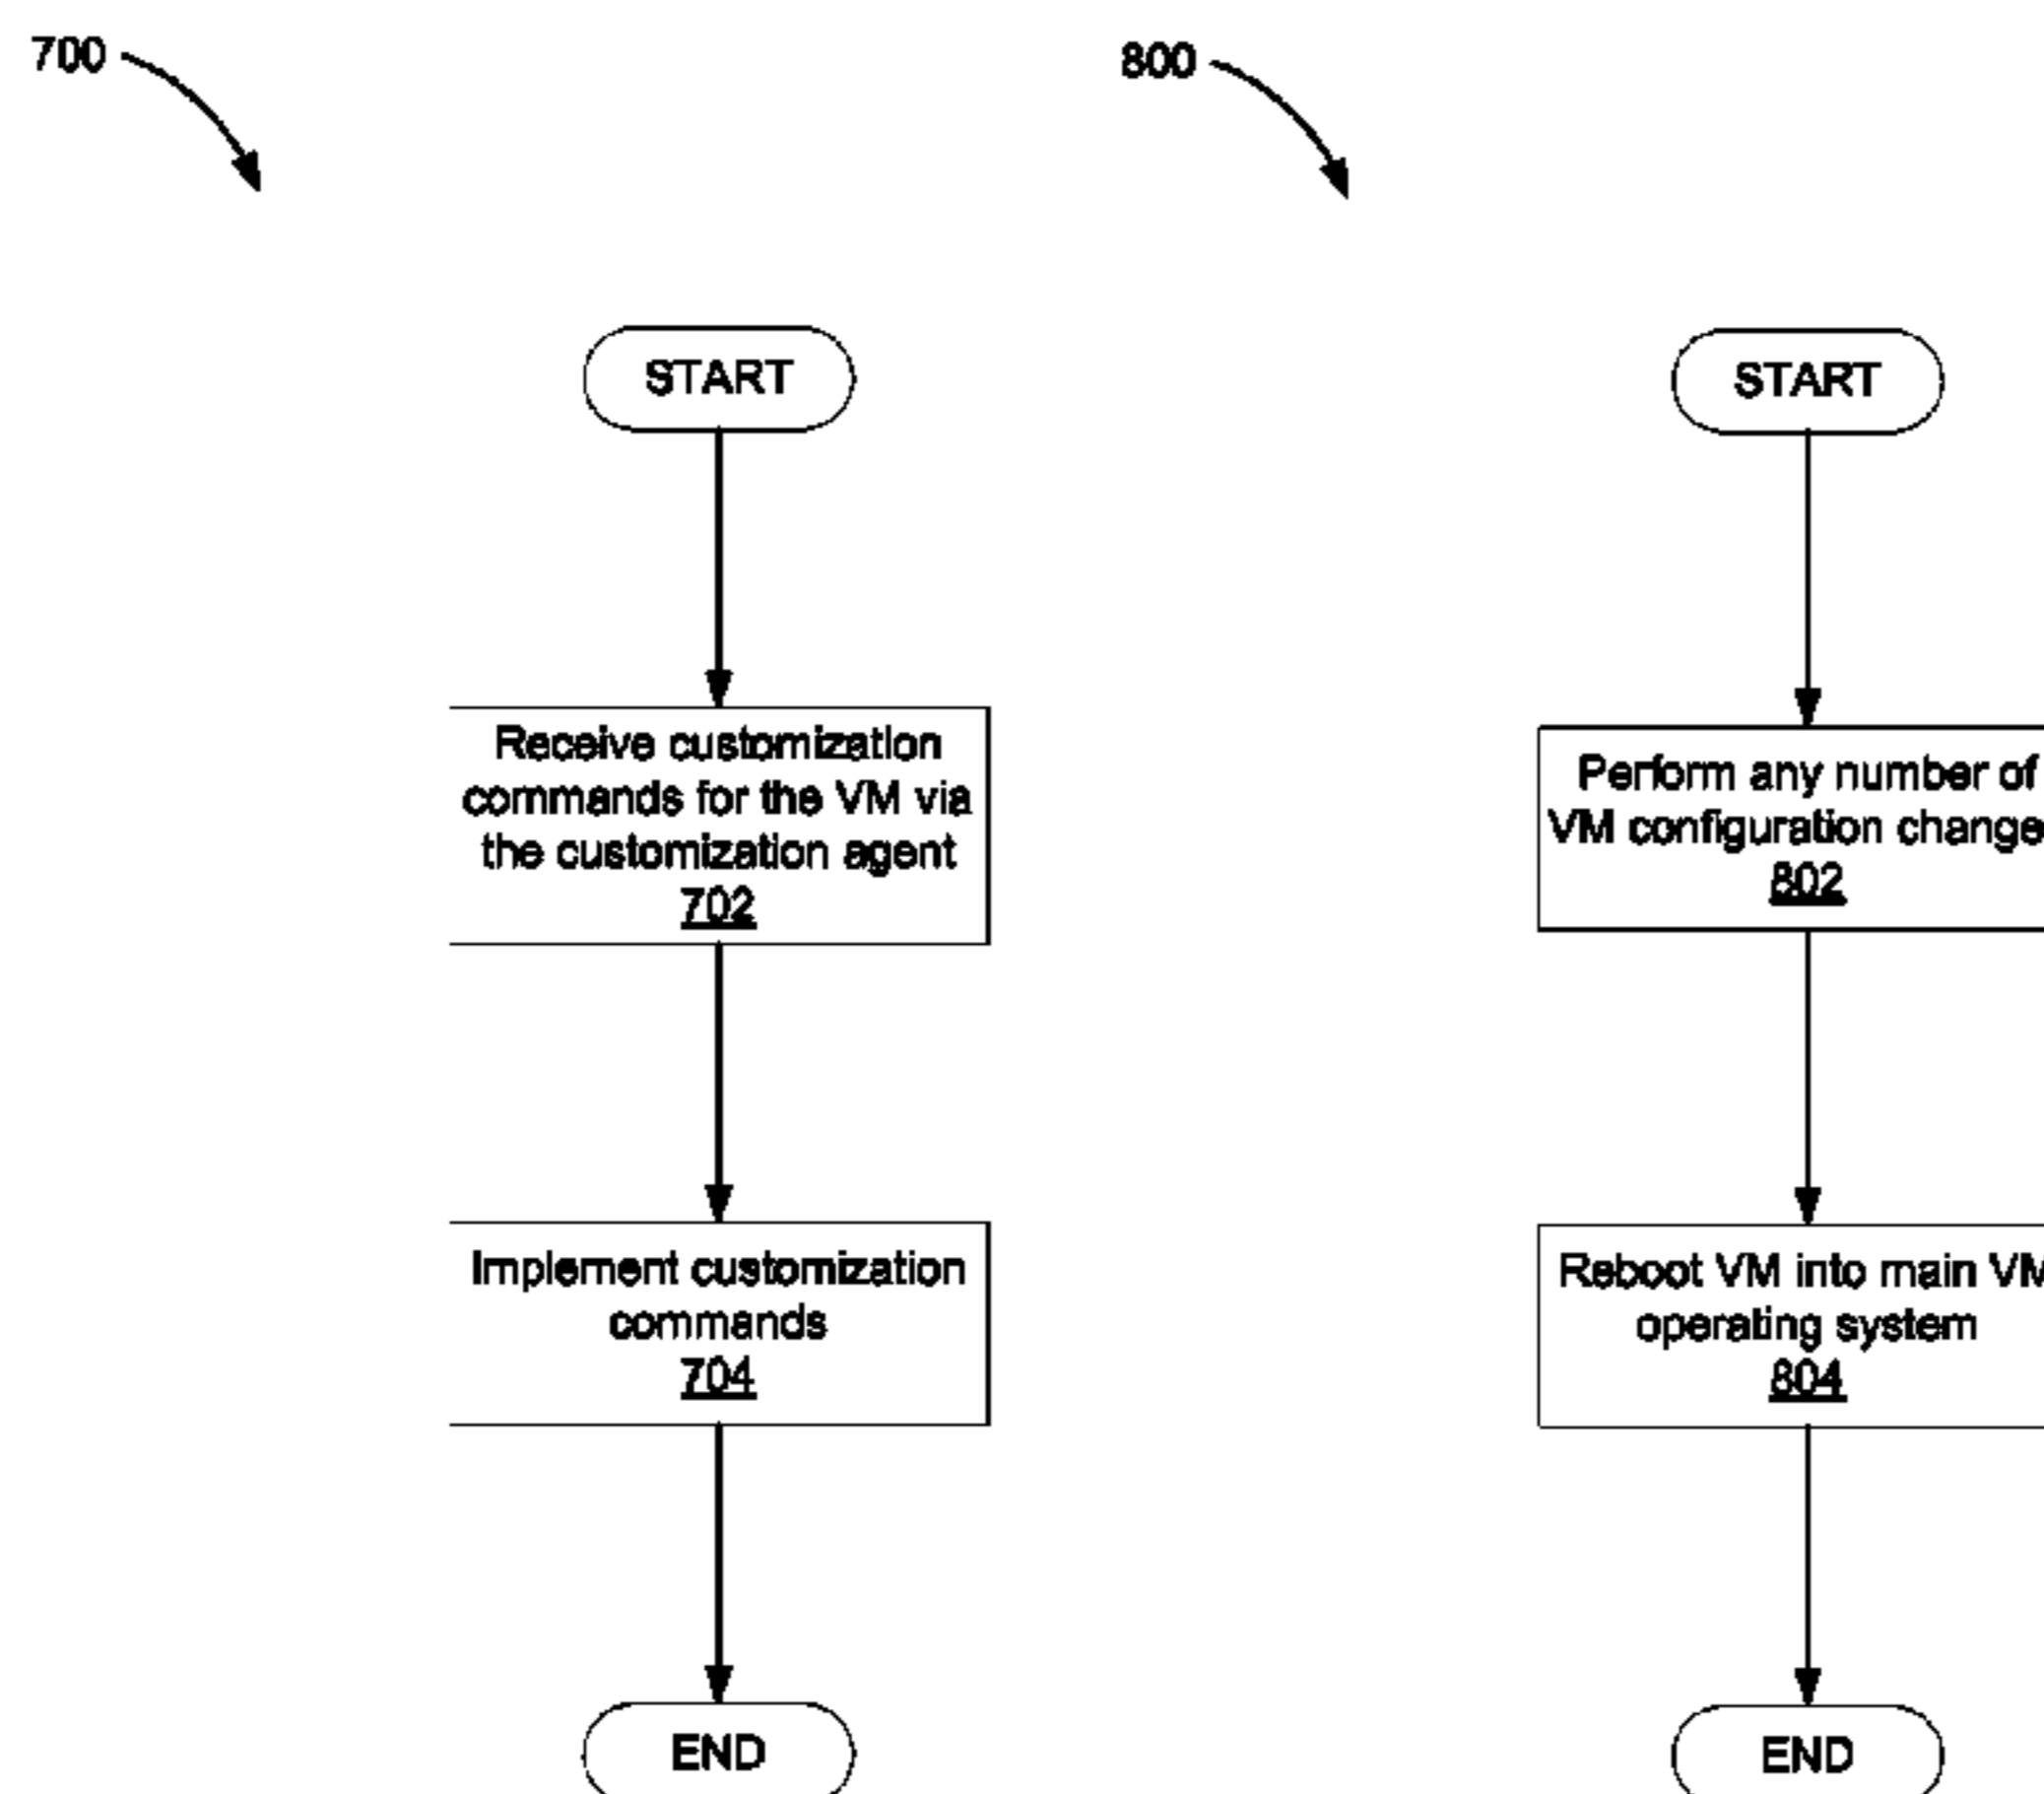 700
START
Receive customization
commands for the VM via
the customization agent
702
Implement customization
commands
704
END
800
START
Perform any number of
VM configuration change
802
Reboot VM into main VM
operating system
804
END